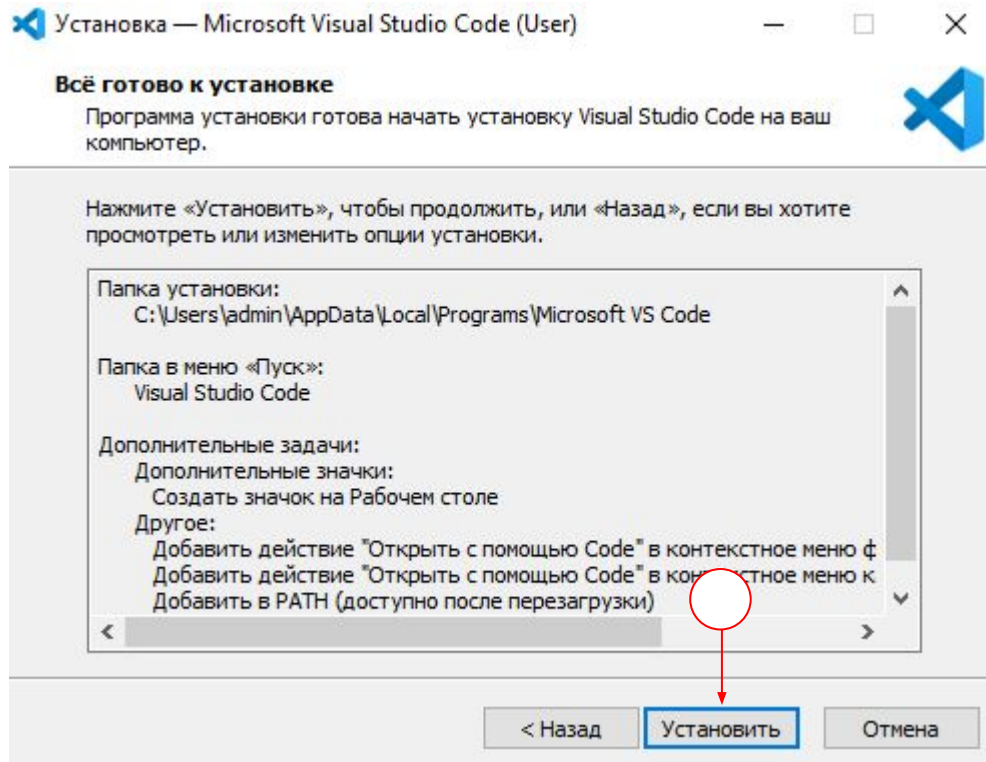 Установка — Microsoft Visual Studio Code (User)
Всё готово к установке
Программа установки готова начать установку Visual Studio Code на ваш
компьютер.
Нажмите «Установить», чтобы продолжить, или «Назад», если вы хотите
просмотреть или изменить опции установки.
Папка установки:
C:\Users\admin\AppData\Local\Programs\Microsoft VS Code
Папка в меню «Пуск»:
Visual Studio Code
Дополнительные задачи:
Дополнительные значки:
Создать значок на Рабочем столе
Другое:
Добавить действие "Открыть с помощью Code" в контекстное меню ф
Добавить действие "Открыть с помощью Code" в контекстное меню к
Добавить в PATH (доступно после перезагрузки)
< Назад Установить Отмена